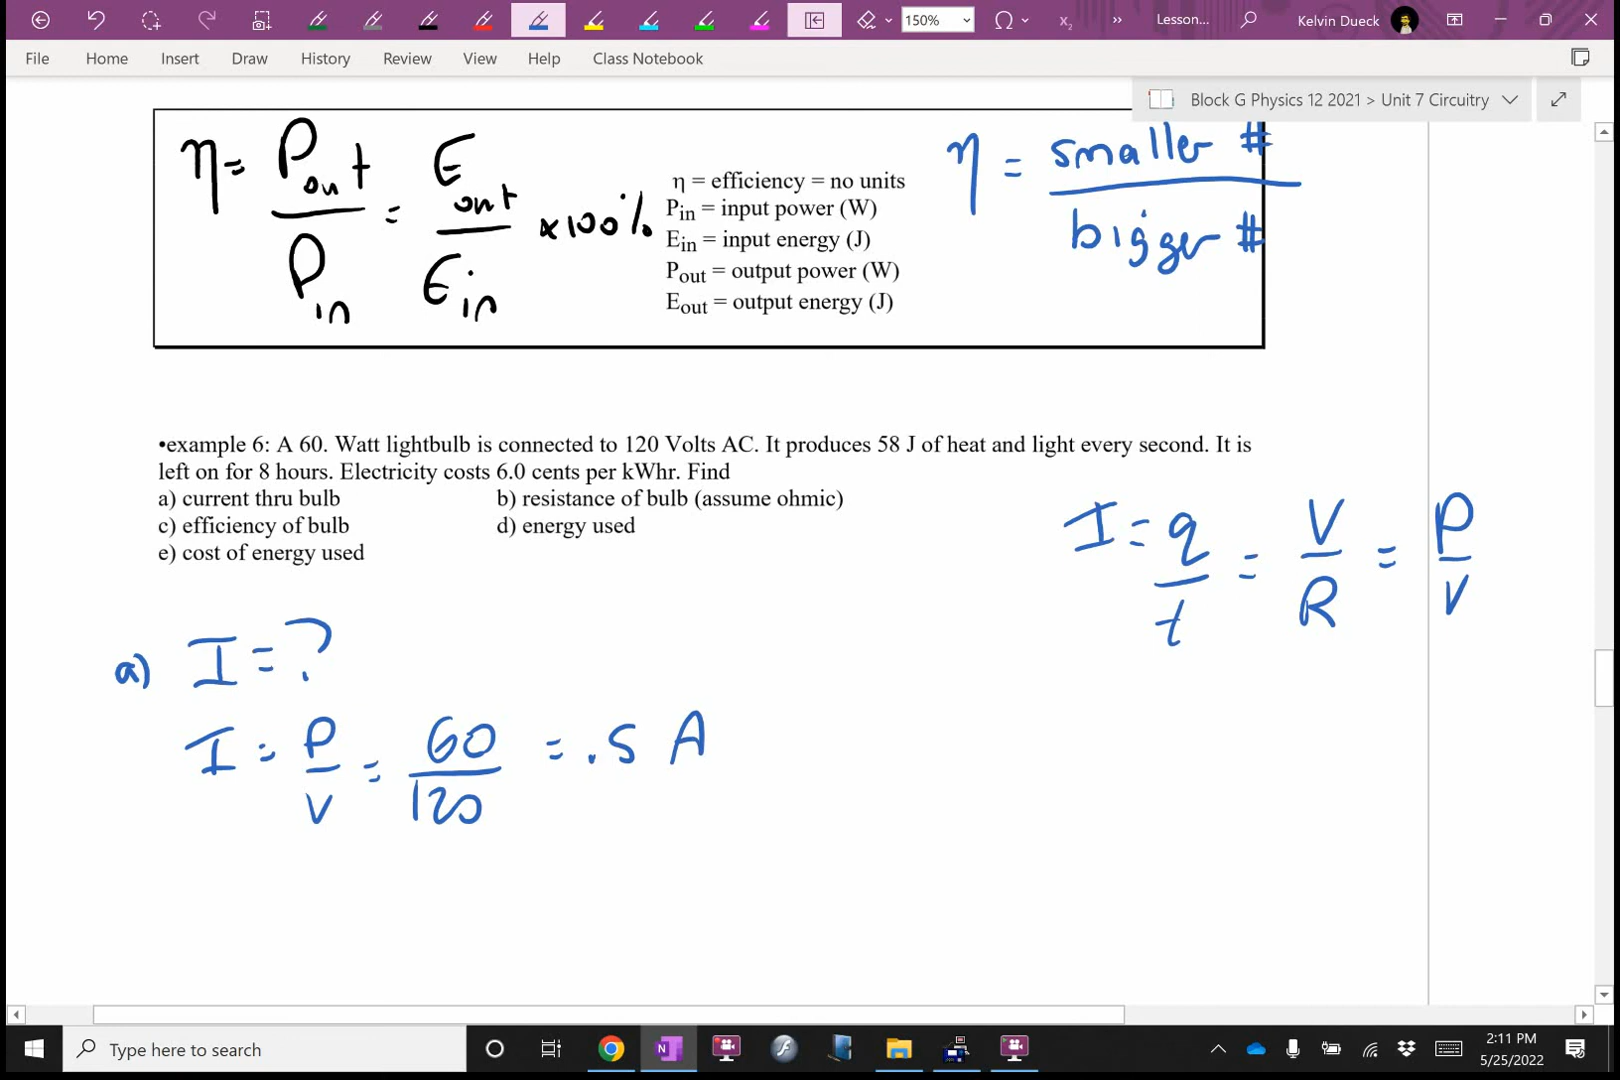 150%
Ω
x₂
»
Lesson...
Kelvin Dueck
File Home Insert Draw History Review View Help Class Notebook
Block G Physics 12 2021 > Unit 7 Circuitry
η = Pout / Pin = Eout / Ein × 100%
η = efficiency = no units
Pin = input power (W)
Ein = input energy (J)
Pout = output power (W)
Eout = output energy (J)
η = smaller # / bigger #
•example 6: A 60. Watt lightbulb is connected to 120 Volts AC. It produces 58 J of heat and light every second. It is
left on for 8 hours. Electricity costs 6.0 cents per kWhr. Find
a) current thru bulb b) resistance of bulb (assume ohmic)
c) efficiency of bulb d) energy used
e) cost of energy used
I = q / t = V / R = P / V
a) I = ?
I = P / V = 60 / 120 = .5 A
Type here to search
N
2:11 PM
5/25/2022